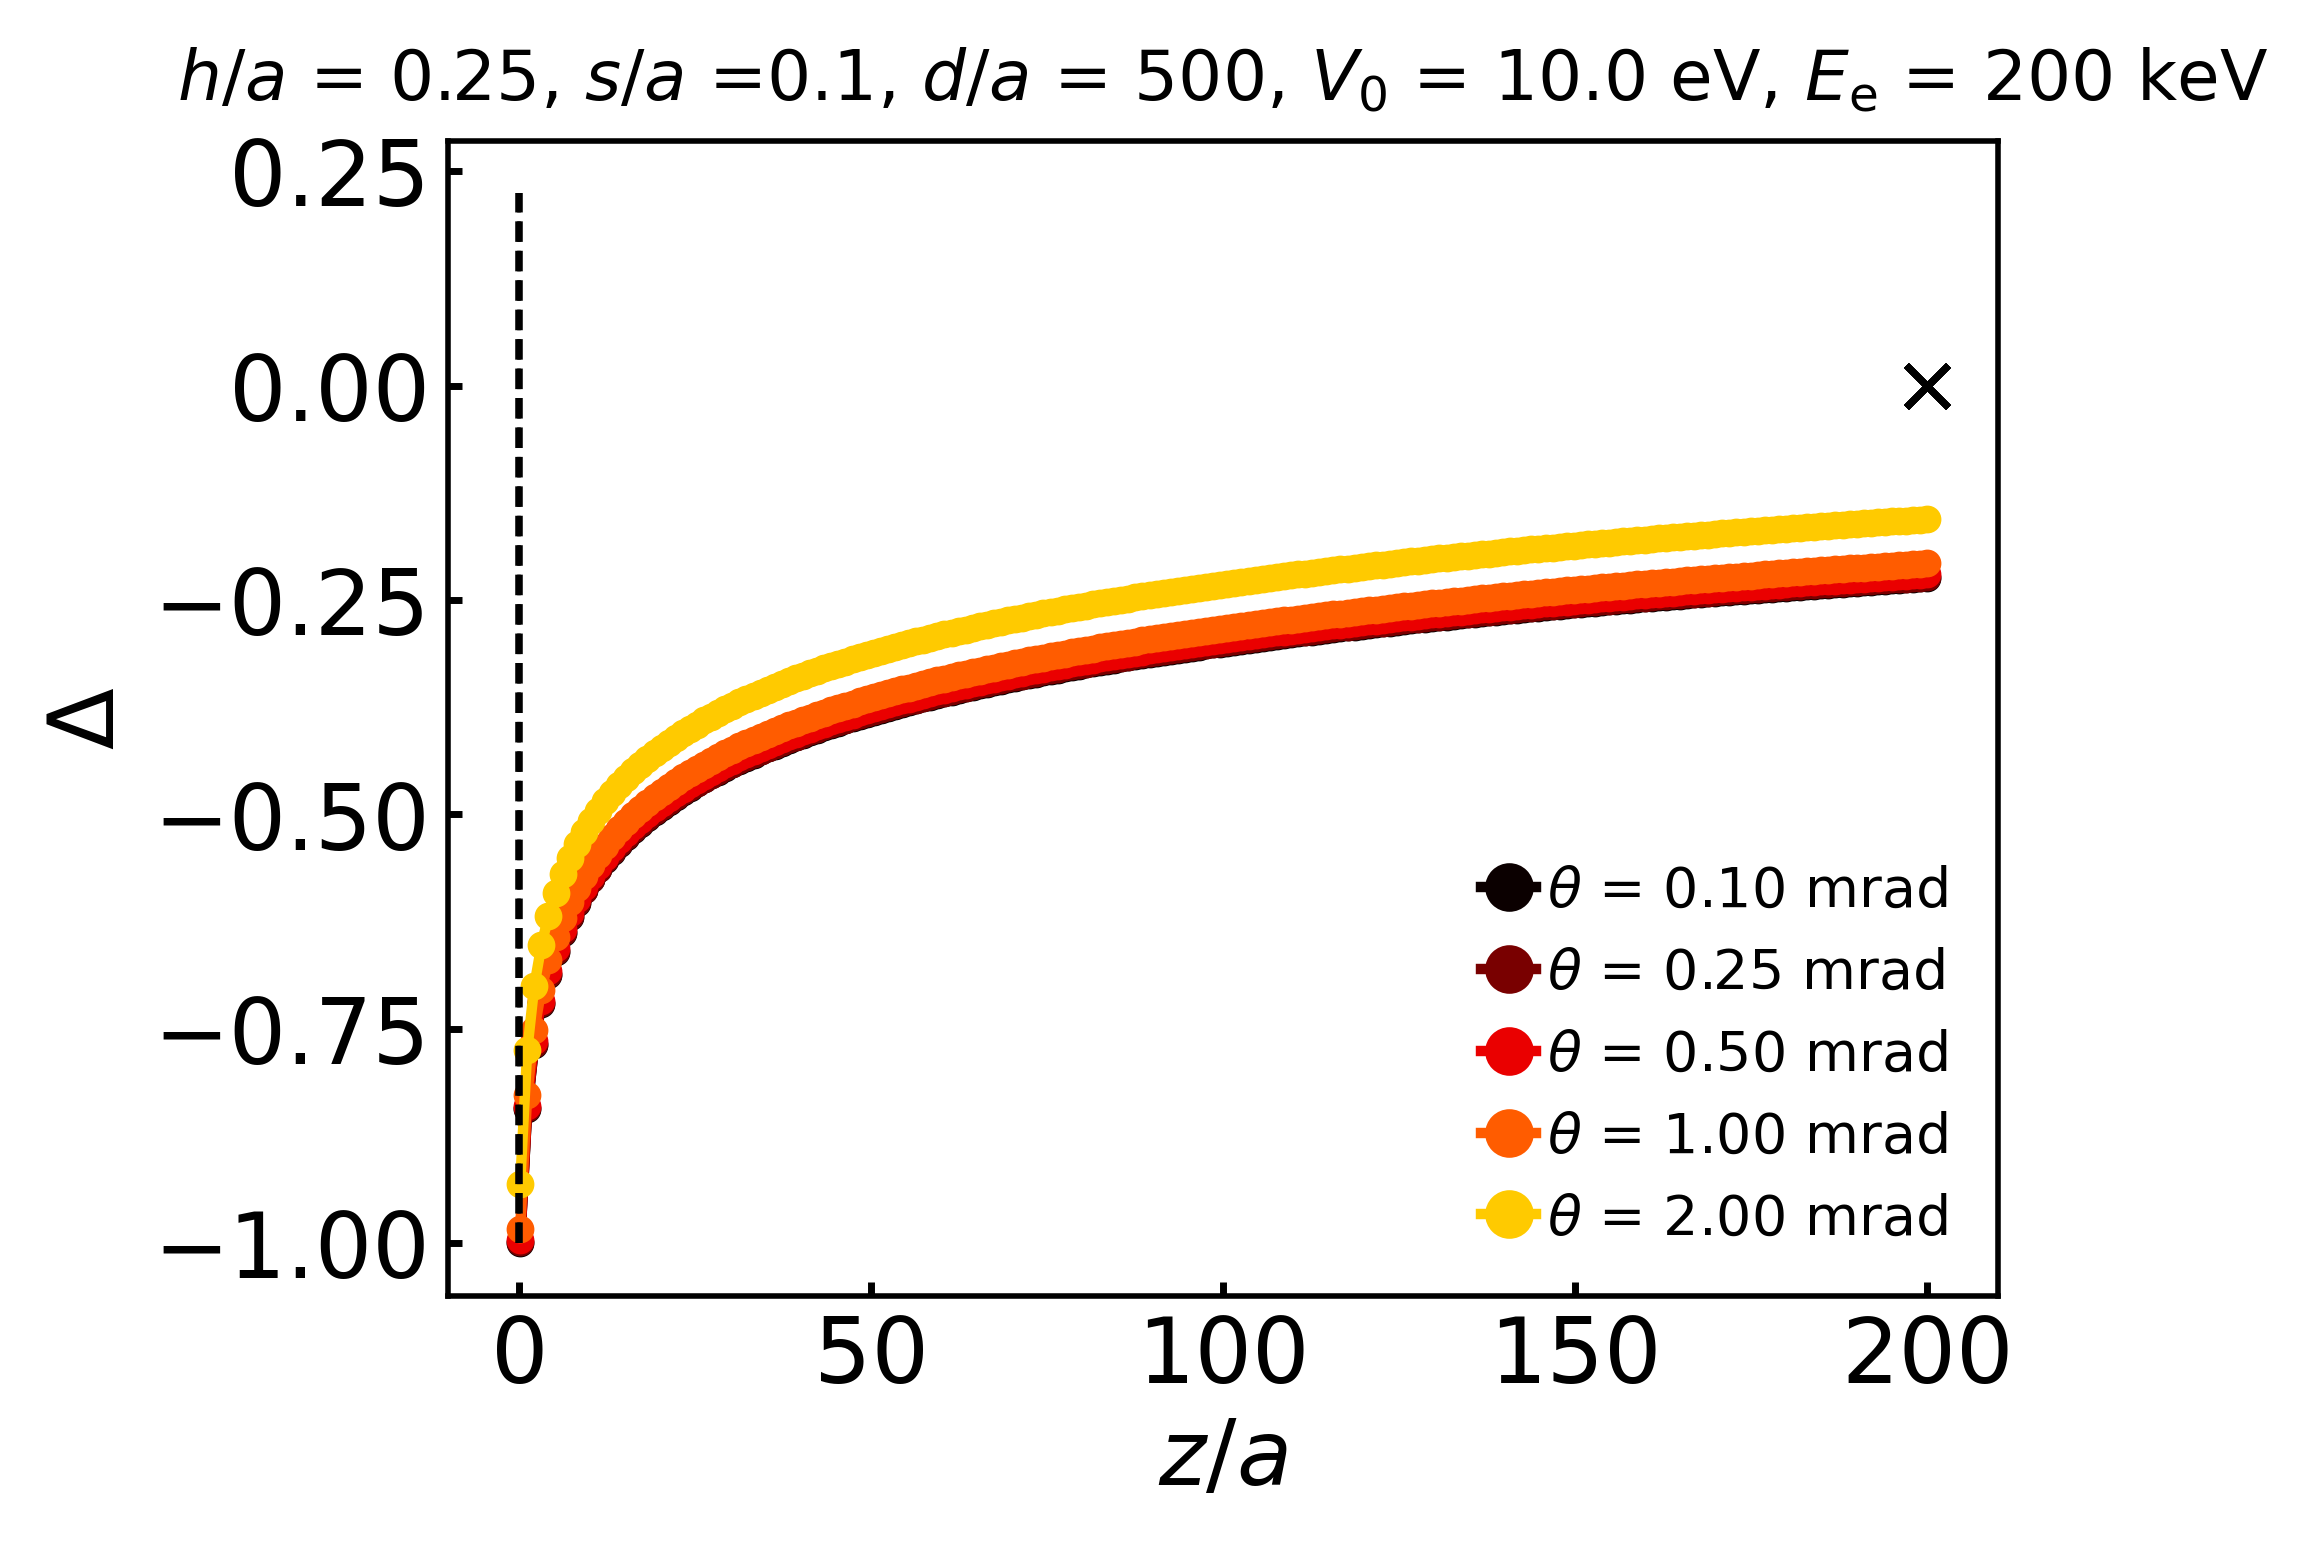 h/a = 0.25, s/a =0.1, d/a = 500, V₀ = 10.0 eV, Eₑ = 200 keV
0.25
0.00
−0.25
−0.50
−0.75
−1.00
Δ
θ = 0.10 mrad
θ = 0.25 mrad
θ = 0.50 mrad
θ = 1.00 mrad
θ = 2.00 mrad
0 50 100 150 200
z/a